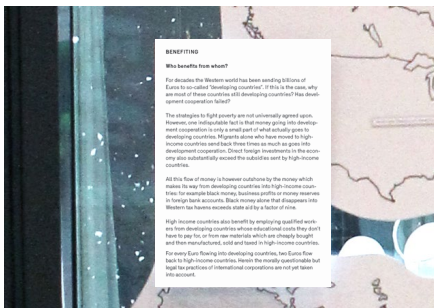 BENEFITING
Who benefits from whom?
For decades the Western world has been sending billions of
Euros to so-called "developing countries". If this is the case, why
are most of these countries still developing countries? Has devel-
opment cooperation failed?
The strategies to fight poverty are not universally agreed upon.
However, one indisputable fact is that money going into develop-
ment cooperation is only a small part of what actually goes to
developing countries. Migrants alone who have moved to high-
income countries send back three times as much as goes into
development cooperation. Direct foreign investments in the econ-
omy also substantially exceed the subsidies sent by high-income
countries.
All this flow of money is however outshone by the money which
makes its way from developing countries into high-income coun-
tries: for example black money, business profits or money reserves
in foreign bank accounts. Black money alone that disappears into
Western tax havens exceeds state aid by a factor of nine.
High income countries also benefit by employing qualified work-
ers from developing countries whose educational costs they don't
have to pay for, or from raw materials which are cheaply bought
and then manufactured, sold and taxed in high-income countries.
For every Euro flowing into developing countries, two Euros flow
back to high-income countries. Herein the morally questionable but
legal tax practices of international corporations are not yet taken
into account.